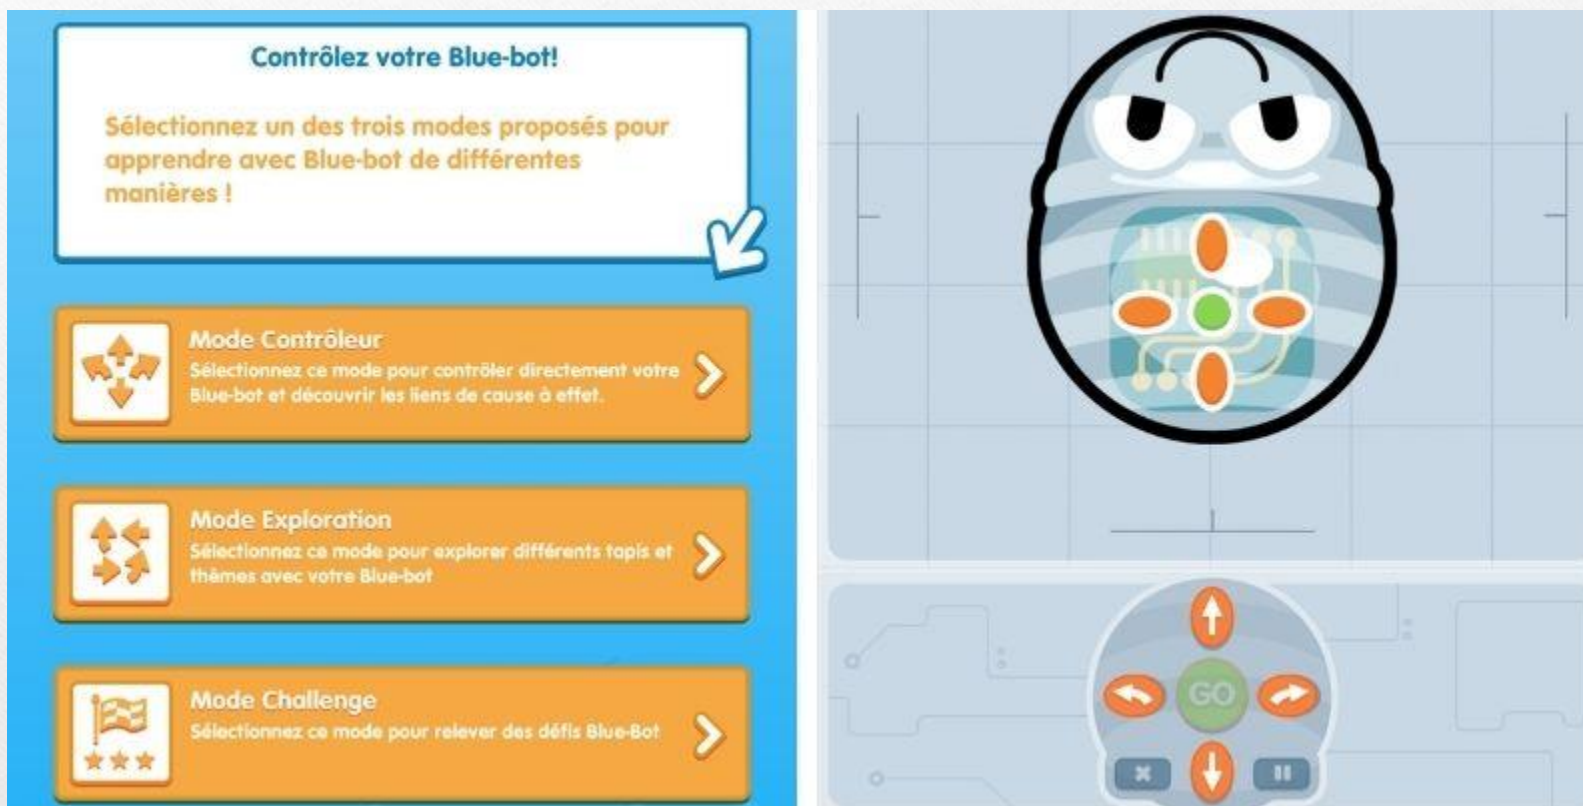 Contrôlez votre Blue-bot!
Sélectionnez un des trois modes proposés pour
apprendre avec Blue-bot de différentes
manières !
Mode Contrôleur
Sélectionnez ce mode pour contrôler directement votre
Blue-bot et découvrir les liens de cause à effet.
Mode Exploration
Sélectionnez ce mode pour explorer différents tapis et
thèmes avec votre Blue-bot
Mode Challenge
Sélectionnez ce mode pour relever des défis Blue-Bot
GO